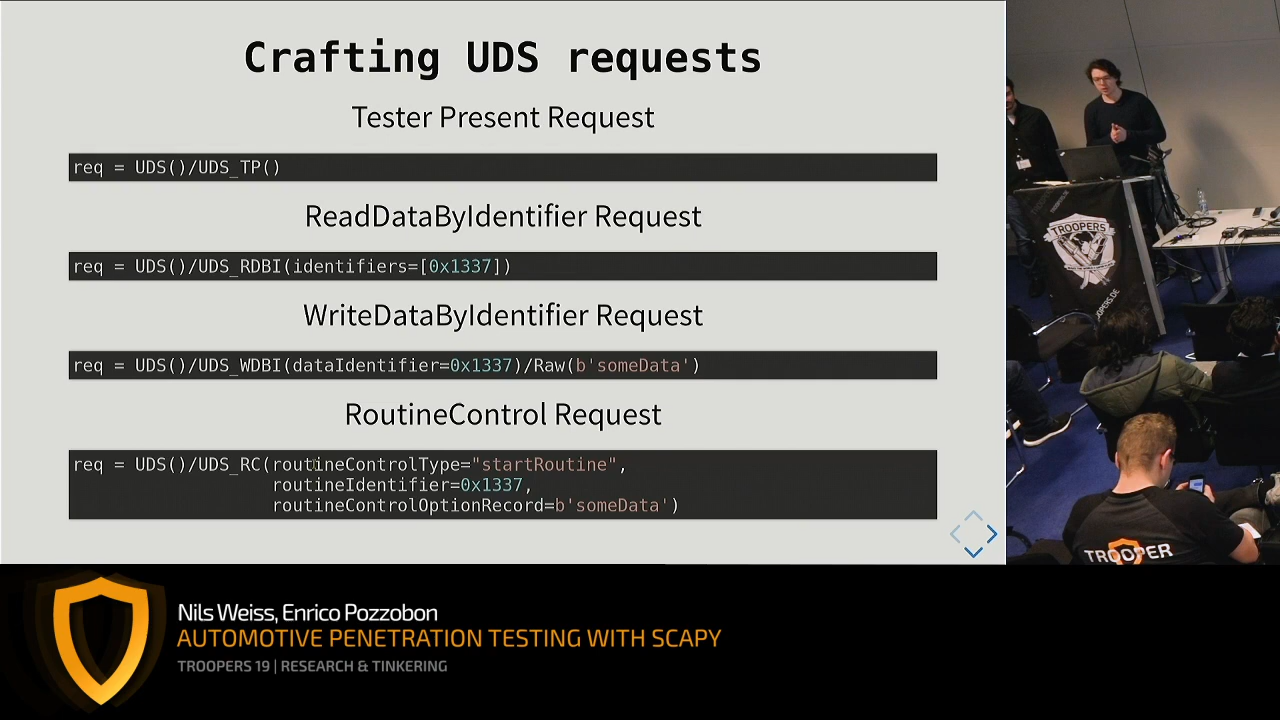 Crafting UDS requests
Tester Present Request
req = UDS()/UDS_TP()
ReadDataByIdentifier Request
req = UDS()/UDS_RDBI(identifiers=[0x1337])
WriteDataByIdentifier Request
req = UDS()/UDS_WDBI(dataIdentifier=0x1337)/Raw(b'someData')
RoutineControl Request
req = UDS()/UDS_RC(routineControlType="startRoutine",
routineIdentifier=0x1337,
routineControlOptionRecord=b'someData')
TROOPERS
TROOPER
Nils Weiss, Enrico Pozzobon
AUTOMOTIVE PENETRATION TESTING WITH SCAPY
TROOPERS 19 | RESEARCH & TINKERING